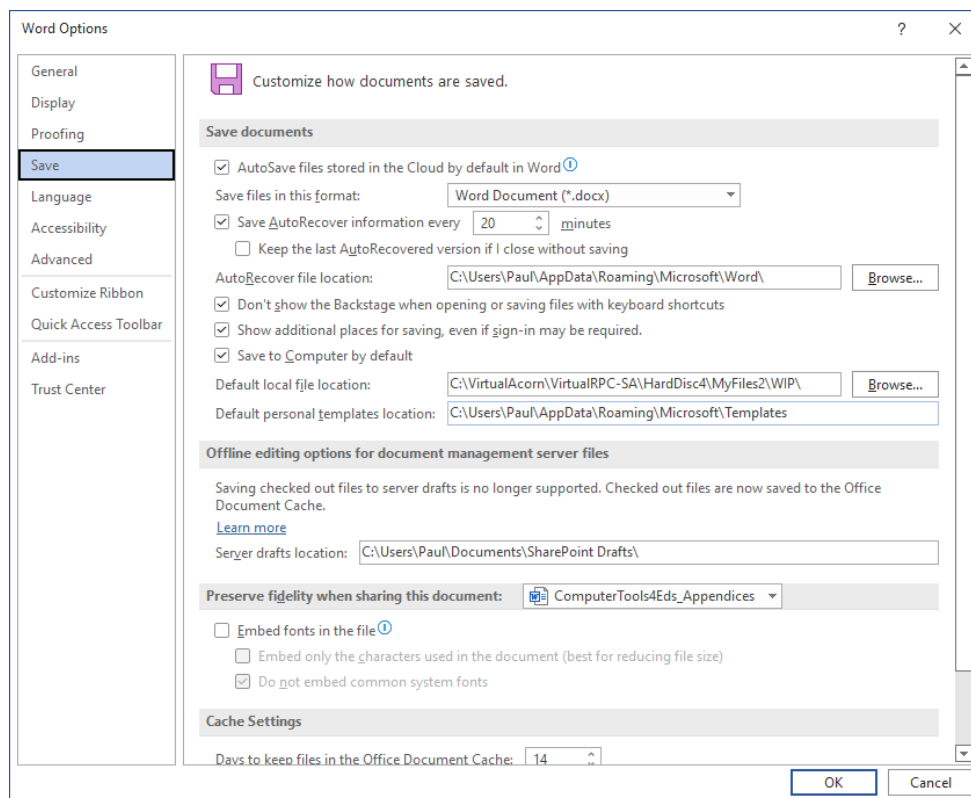 Word Options
?
General
Display
Proofing
Save
Language
Accessibility
Advanced
Customize Ribbon
Quick Access Toolbar
Add-ins
Trust Center
Customize how documents are saved.
Save documents
AutoSave files stored in the Cloud by default in Word
Save files in this format: Word Document (*.docx)
Save AutoRecover information every 20 minutes
Keep the last AutoRecovered version if I close without saving
AutoRecover file location: C:\Users\Paul\AppData\Roaming\Microsoft\Word\ Browse...
Don't show the Backstage when opening or saving files with keyboard shortcuts
Show additional places for saving, even if sign-in may be required.
Save to Computer by default
Default local file location: C:\VirtualAcorn\VirtualRPC-SA\HardDisc4\MyFiles2\WIP\ Browse...
Default personal templates location: C:\Users\Paul\AppData\Roaming\Microsoft\Templates
Offline editing options for document management server files
Saving checked out files to server drafts is no longer supported. Checked out files are now saved to the Office
Document Cache.
Learn more
Server drafts location: C:\Users\Paul\Documents\SharePoint Drafts\
Preserve fidelity when sharing this document: ComputerTools4Eds_Appendices
Embed fonts in the file
Embed only the characters used in the document (best for reducing file size)
Do not embed common system fonts
Cache Settings
Days to keep files in the Office Document Cache: 14
OK Cancel